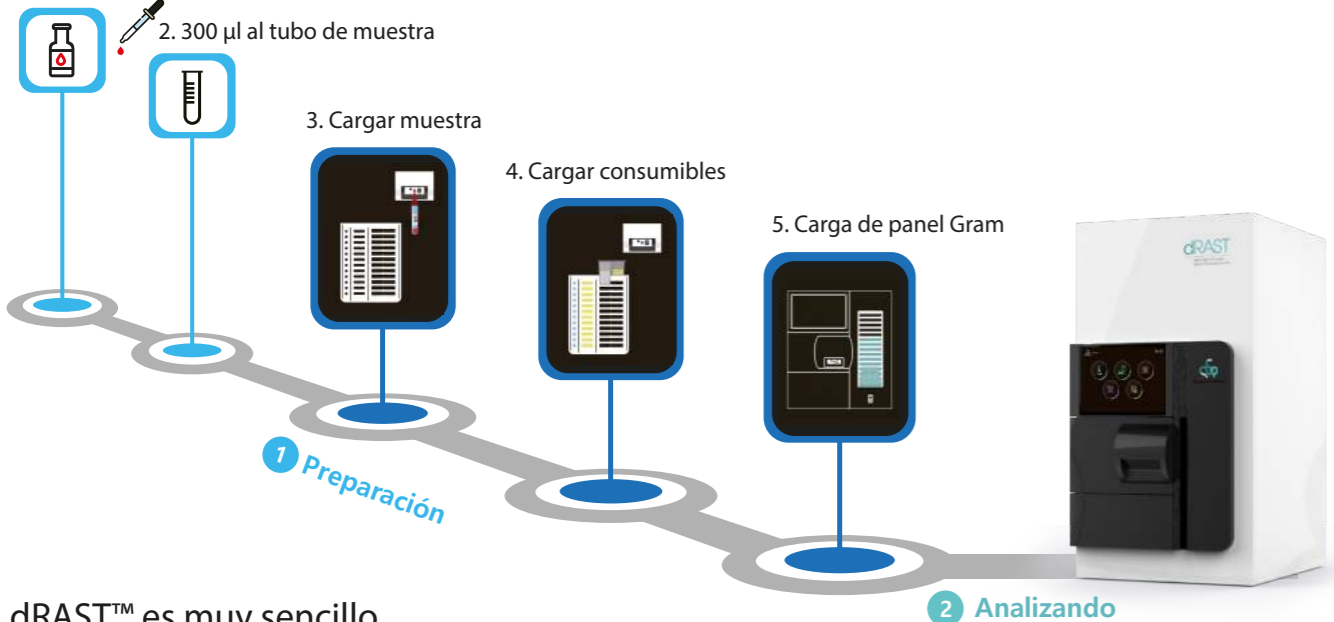 2. 300 µl al tubo de muestra
3. Cargar muestra
4. Cargar consumibles
5. Carga de panel Gram
dRAST
1 Preparación
2 Analizando
dRAST™ es muy sencillo